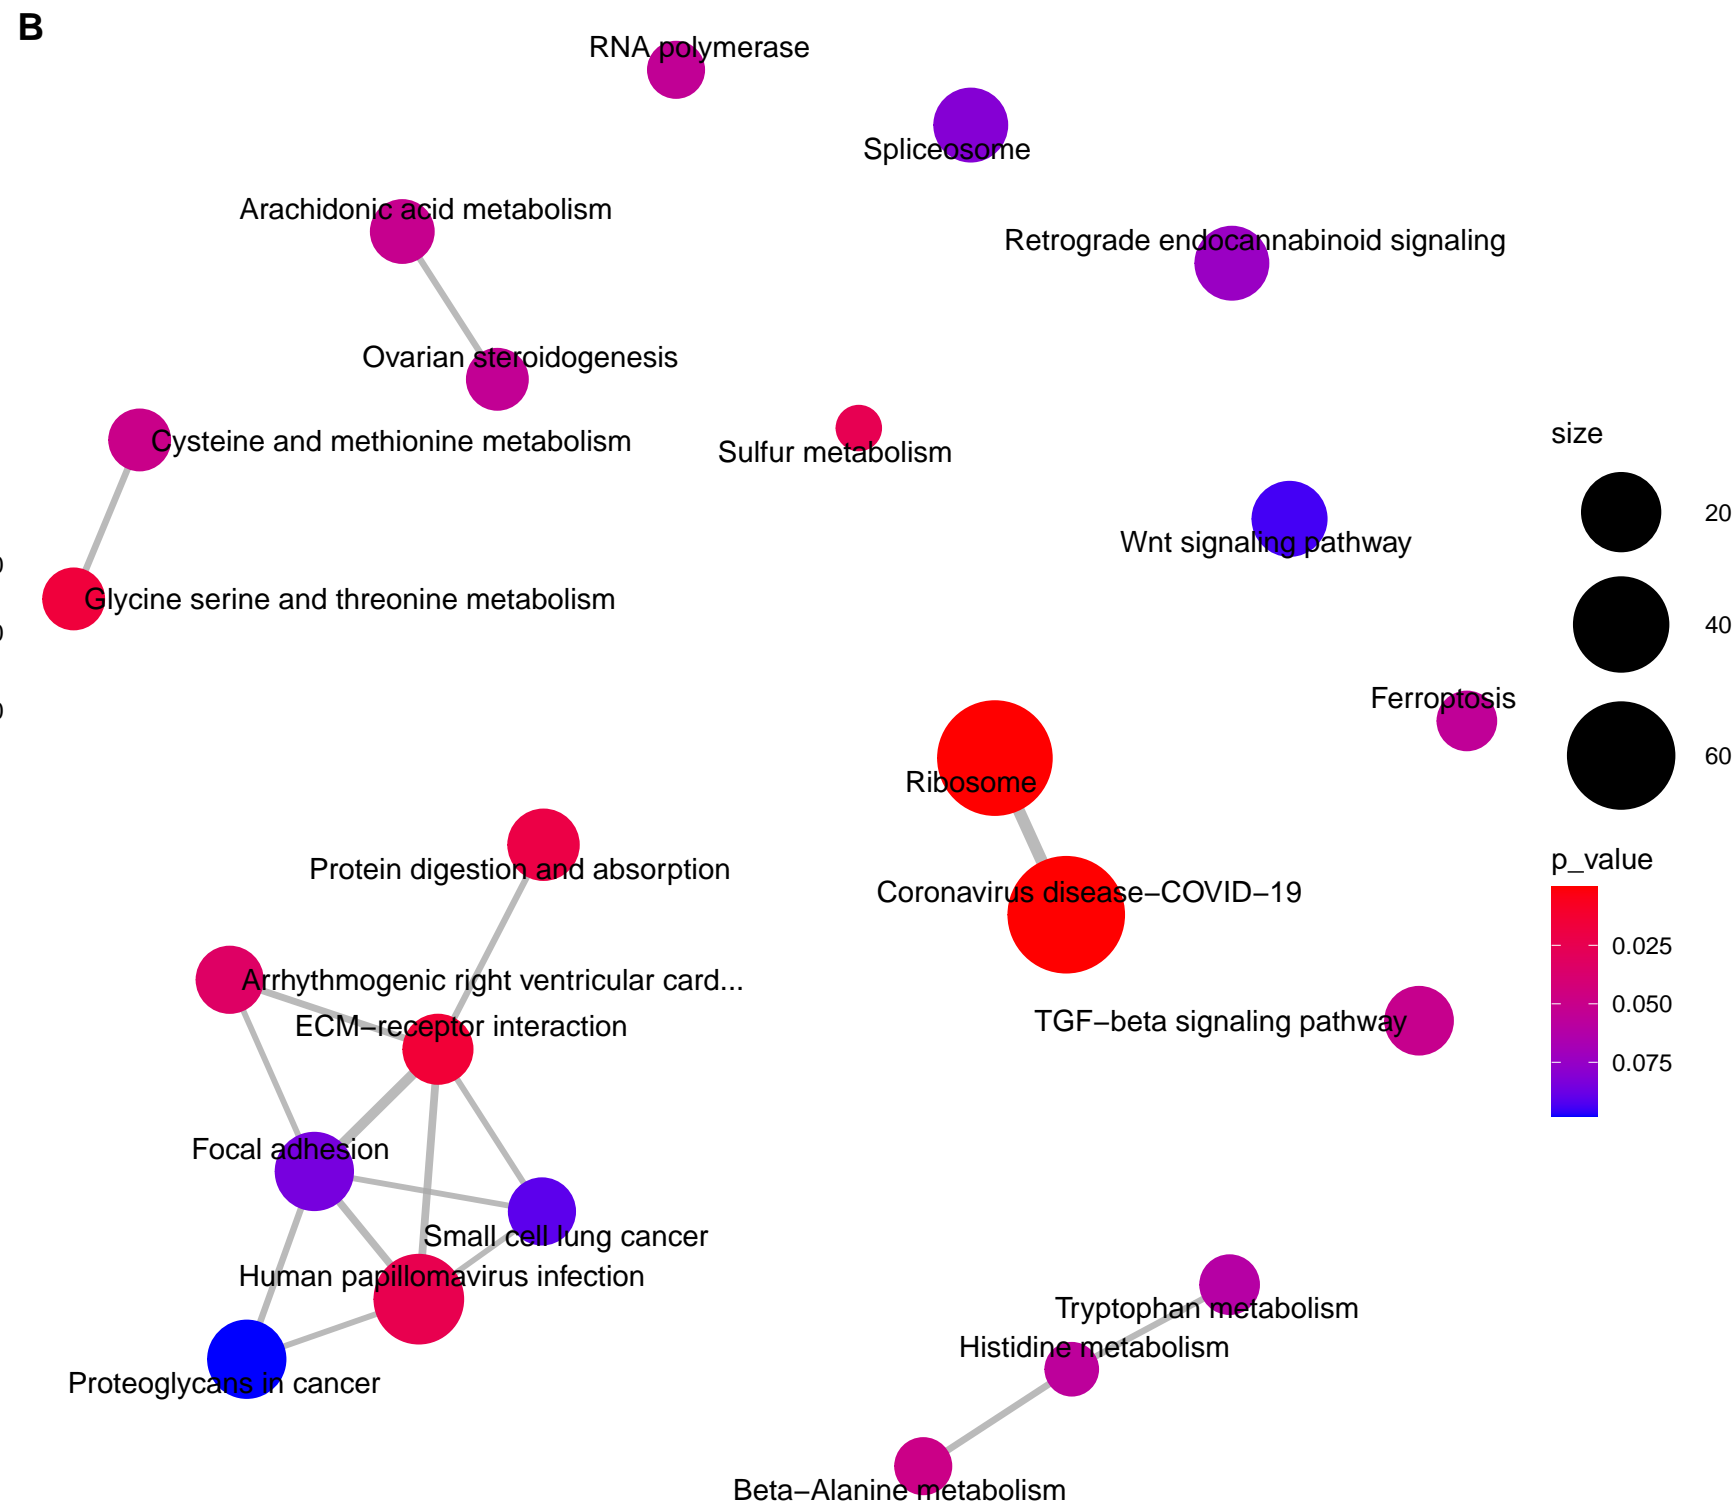 B
RNA polymerase
Spliceosome
Arachidonic acid metabolism
Retrograde endocannabinoid signaling
Ovarian steroidogenesis
Cysteine and methionine metabolism
Sulfur metabolism
size
20
Wnt signaling pathway
0
Glycine serine and threonine metabolism
40
0
Ferroptosis
0
60
Ribosome
Protein digestion and absorption
p_value
Coronavirus disease−COVID−19
0.025
Arrhythmogenic right ventricular card...
0.050
ECM−receptor interaction
TGF−beta signaling pathway
0.075
Focal adhesion
Small cell lung cancer
Human papillomavirus infection
Tryptophan metabolism
Histidine metabolism
Proteoglycans in cancer
Beta−Alanine metabolism